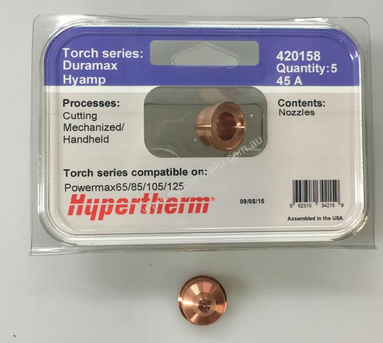 Torch series:
Duramax
Hyamp
420158
Quantity:5
45 A
Processes:
Cutting
Mechanized/
Handheld
Contents:
Nozzles
Torch series compatible on:
Powermax65/85/105/125
Hypertherm®
09/08/15
Assembled in the USA